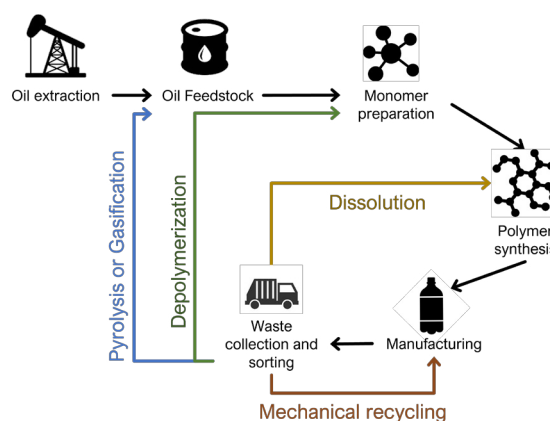 Oil extraction
Oil Feedstock
Monomer
preparation
Pyrolysis or Gasification
Depolymerization
Dissolution
Polymer
synthesis
Waste
collection and
sorting
Manufacturing
Mechanical recycling